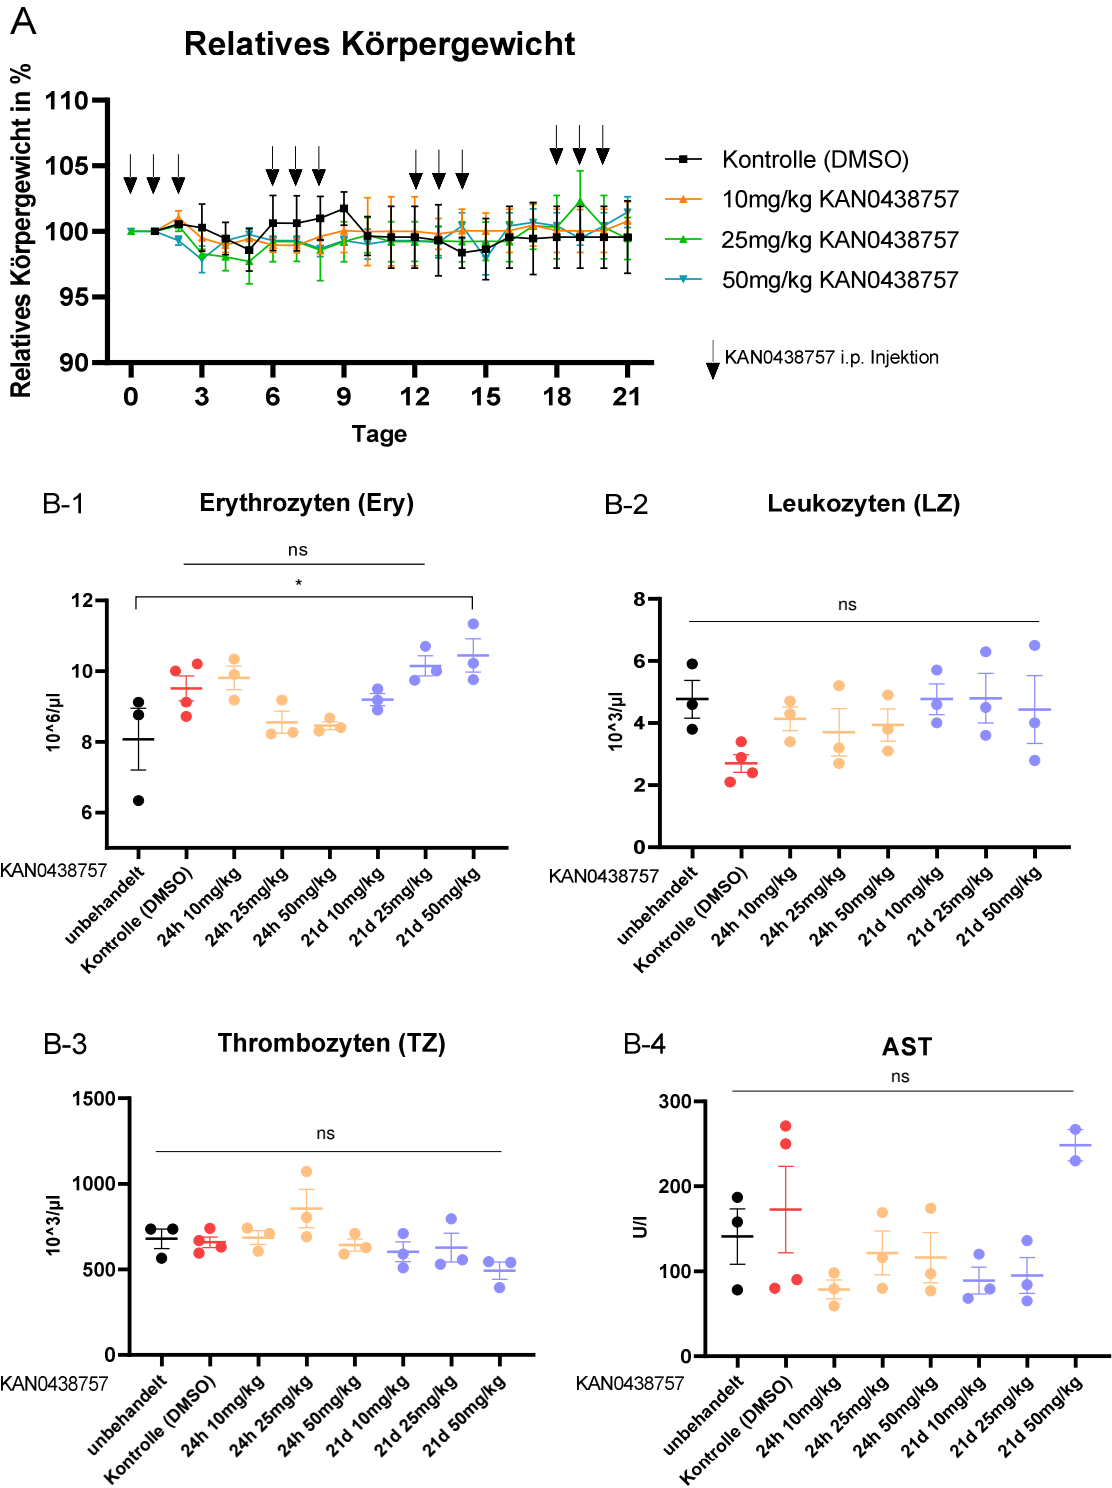 A
Relatives Körpergewicht
Relatives Körpergewicht in %
110
105
100
95
90
0 3 6 9 12 15 18 21
Tage
Kontrolle (DMSO)
10mg/kg KAN0438757
25mg/kg KAN0438757
50mg/kg KAN0438757
KAN0438757 i.p. Injektion
B-1
Erythrozyten (Ery)
ns
*
10^6/µl
12
10
8
6
KAN0438757
unbehandelt
Kontrolle (DMSO)
24h 10mg/kg
24h 25mg/kg
24h 50mg/kg
21d 10mg/kg
21d 25mg/kg
21d 50mg/kg
B-2
Leukozyten (LZ)
ns
10^3/µl
8
6
4
2
0
KAN0438757
unbehandelt
Kontrolle (DMSO)
24h 10mg/kg
24h 25mg/kg
24h 50mg/kg
21d 10mg/kg
21d 25mg/kg
21d 50mg/kg
B-3
Thrombozyten (TZ)
ns
10^3/µl
1500
1000
500
0
KAN0438757
unbehandelt
Kontrolle (DMSO)
24h 10mg/kg
24h 25mg/kg
24h 50mg/kg
21d 10mg/kg
21d 25mg/kg
21d 50mg/kg
B-4
AST
ns
U/l
300
200
100
0
KAN0438757
unbehandelt
Kontrolle (DMSO)
24h 10mg/kg
24h 25mg/kg
24h 50mg/kg
21d 10mg/kg
21d 25mg/kg
21d 50mg/kg